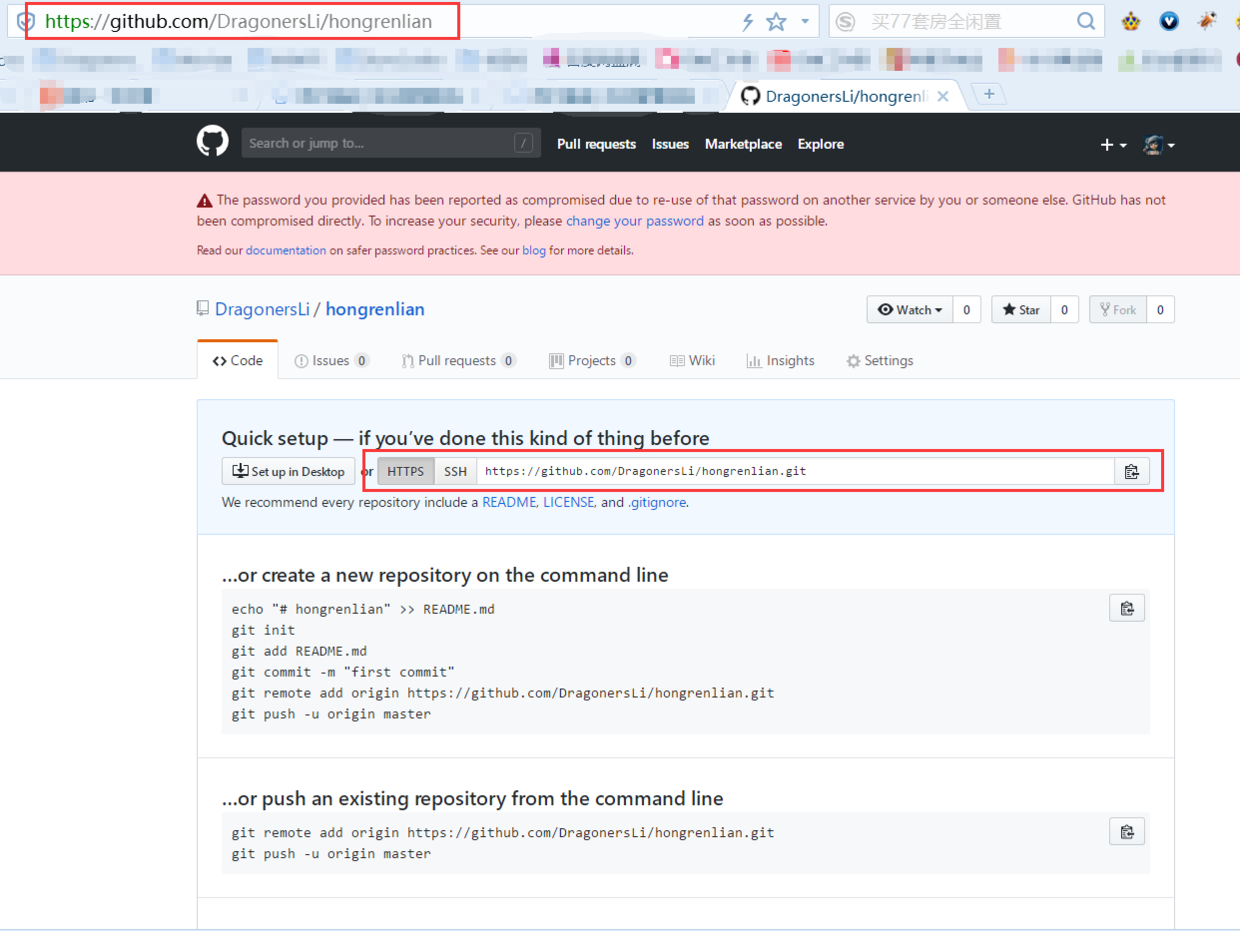 https://github.com/DragonersLi/hongrenlian
买77套房全闲置
DragonersLi/hongrenli
Search or jump to... /
Pull requests Issues Marketplace Explore
The password you provided has been reported as compromised due to re-use of that password on another service by you or someone else. GitHub has not
been compromised directly. To increase your security, please change your password as soon as possible.
Read our documentation on safer password practices. See our blog for more details.
DragonersLi / hongrenlian
Watch 0 Star 0 Fork 0
Code Issues 0 Pull requests 0 Projects 0 Wiki Insights Settings
Quick setup — if you’ve done this kind of thing before
Set up in Desktop or HTTPS SSH https://github.com/DragonersLi/hongrenlian.git
We recommend every repository include a README, LICENSE, and .gitignore.
…or create a new repository on the command line
echo "# hongrenlian" >> README.md
git init
git add README.md
git commit -m "first commit"
git remote add origin https://github.com/DragonersLi/hongrenlian.git
git push -u origin master
…or push an existing repository from the command line
git remote add origin https://github.com/DragonersLi/hongrenlian.git
git push -u origin master